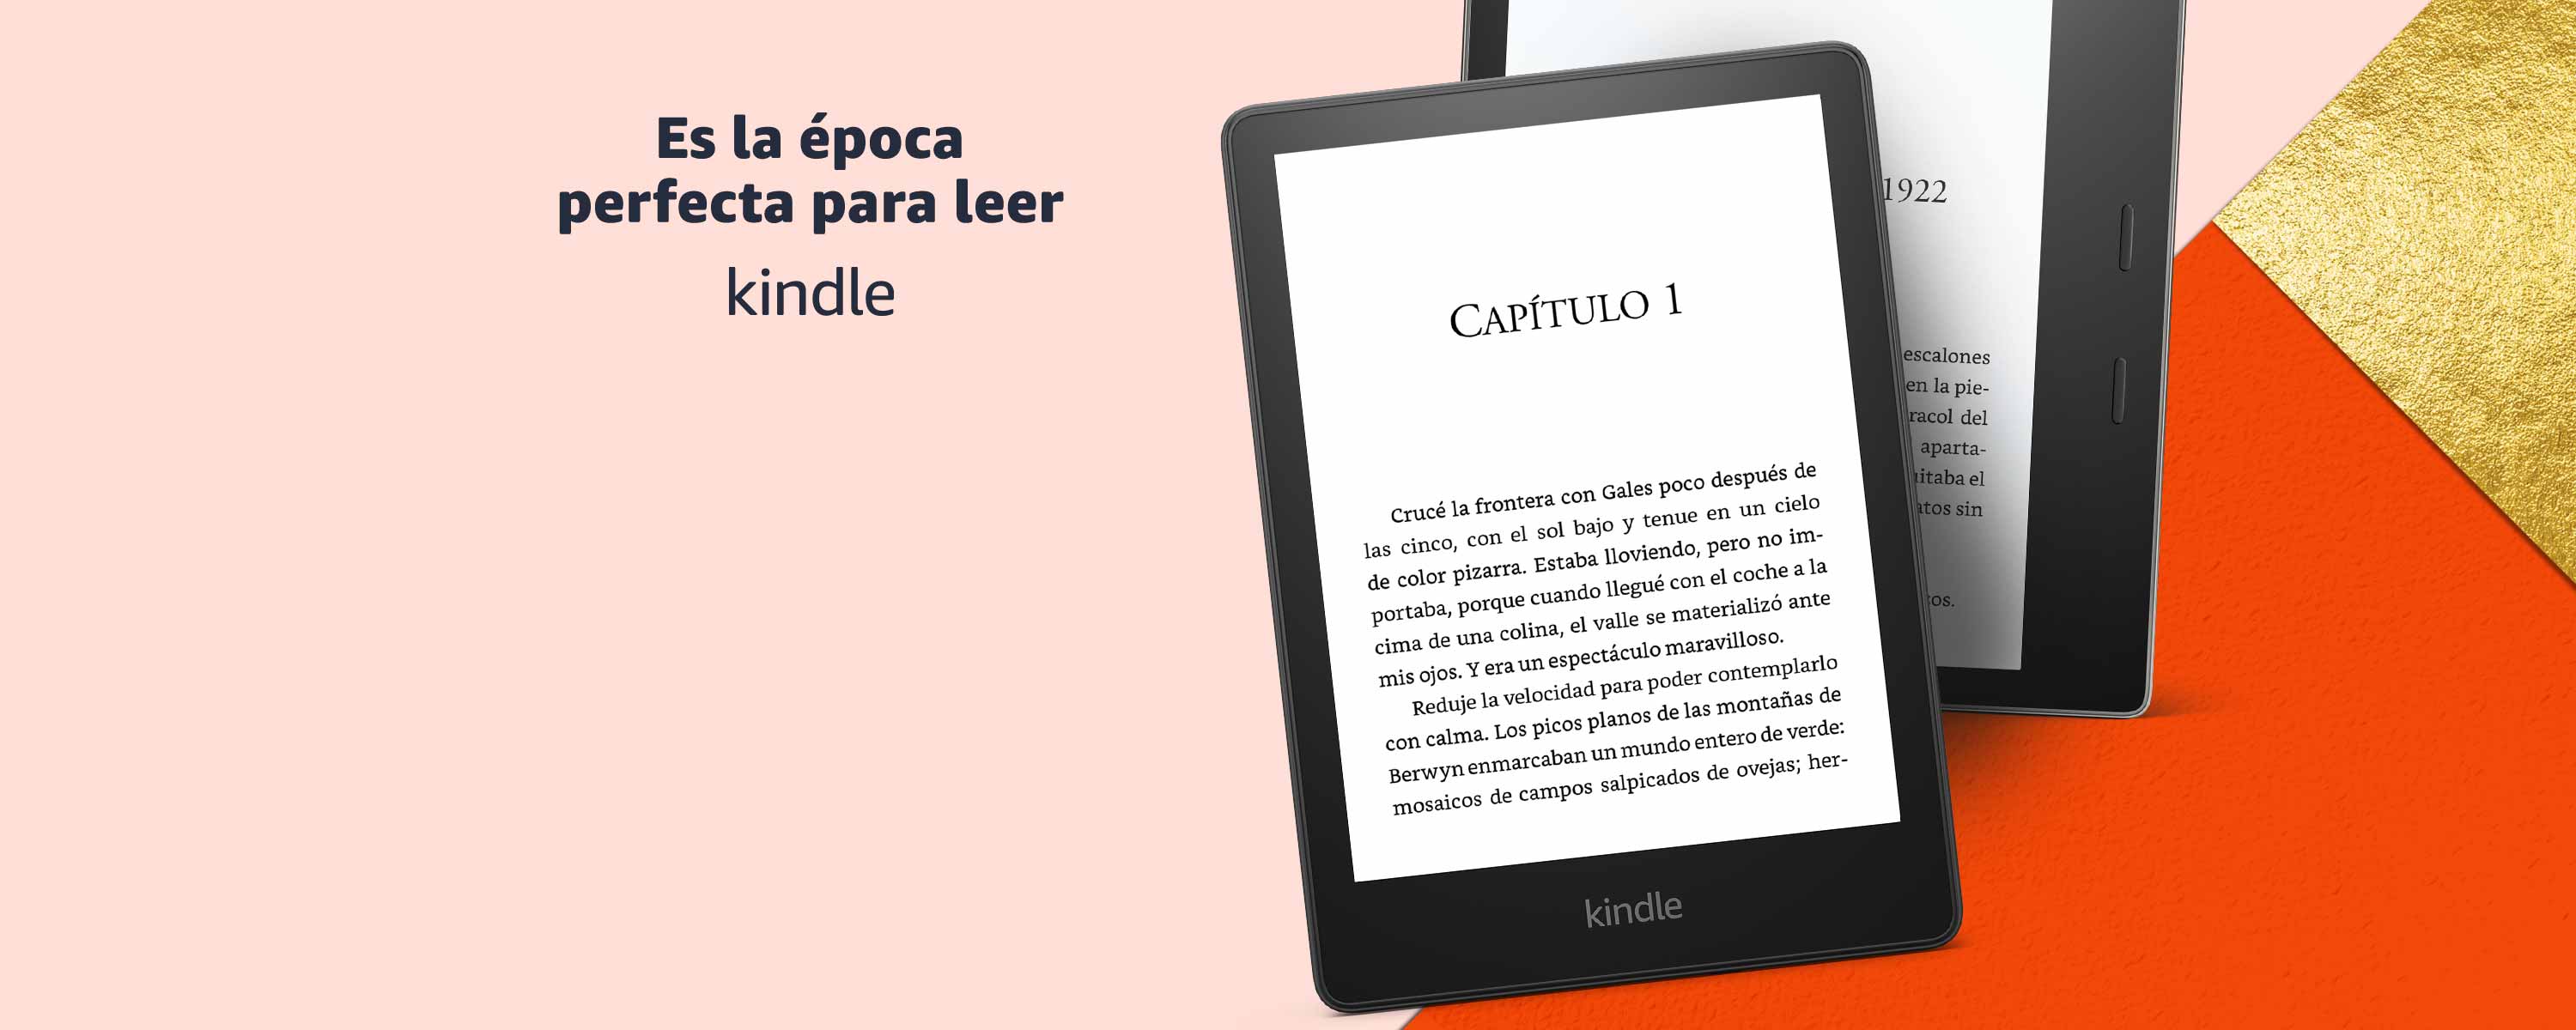 Es la época
perfecta para leer
kindle
CAPÍTULO 1
Crucé la frontera con Gales poco después de
las cinco, con el sol bajo y tenue en un cielo
de color pizarra. Estaba lloviendo, pero no im-
portaba, porque cuando llegué con el coche a la
cima de una colina, el valle se materializó ante
mis ojos. Y era un espectáculo maravilloso.
Reduje la velocidad para poder contemplarlo
con calma. Los picos planos de las montañas de
Berwyn enmarcaban un mundo entero de verde:
mosaicos de campos salpicados de ovejas; her-
kindle
1922
escalones
en la pie-
del
aparta-
el
sin